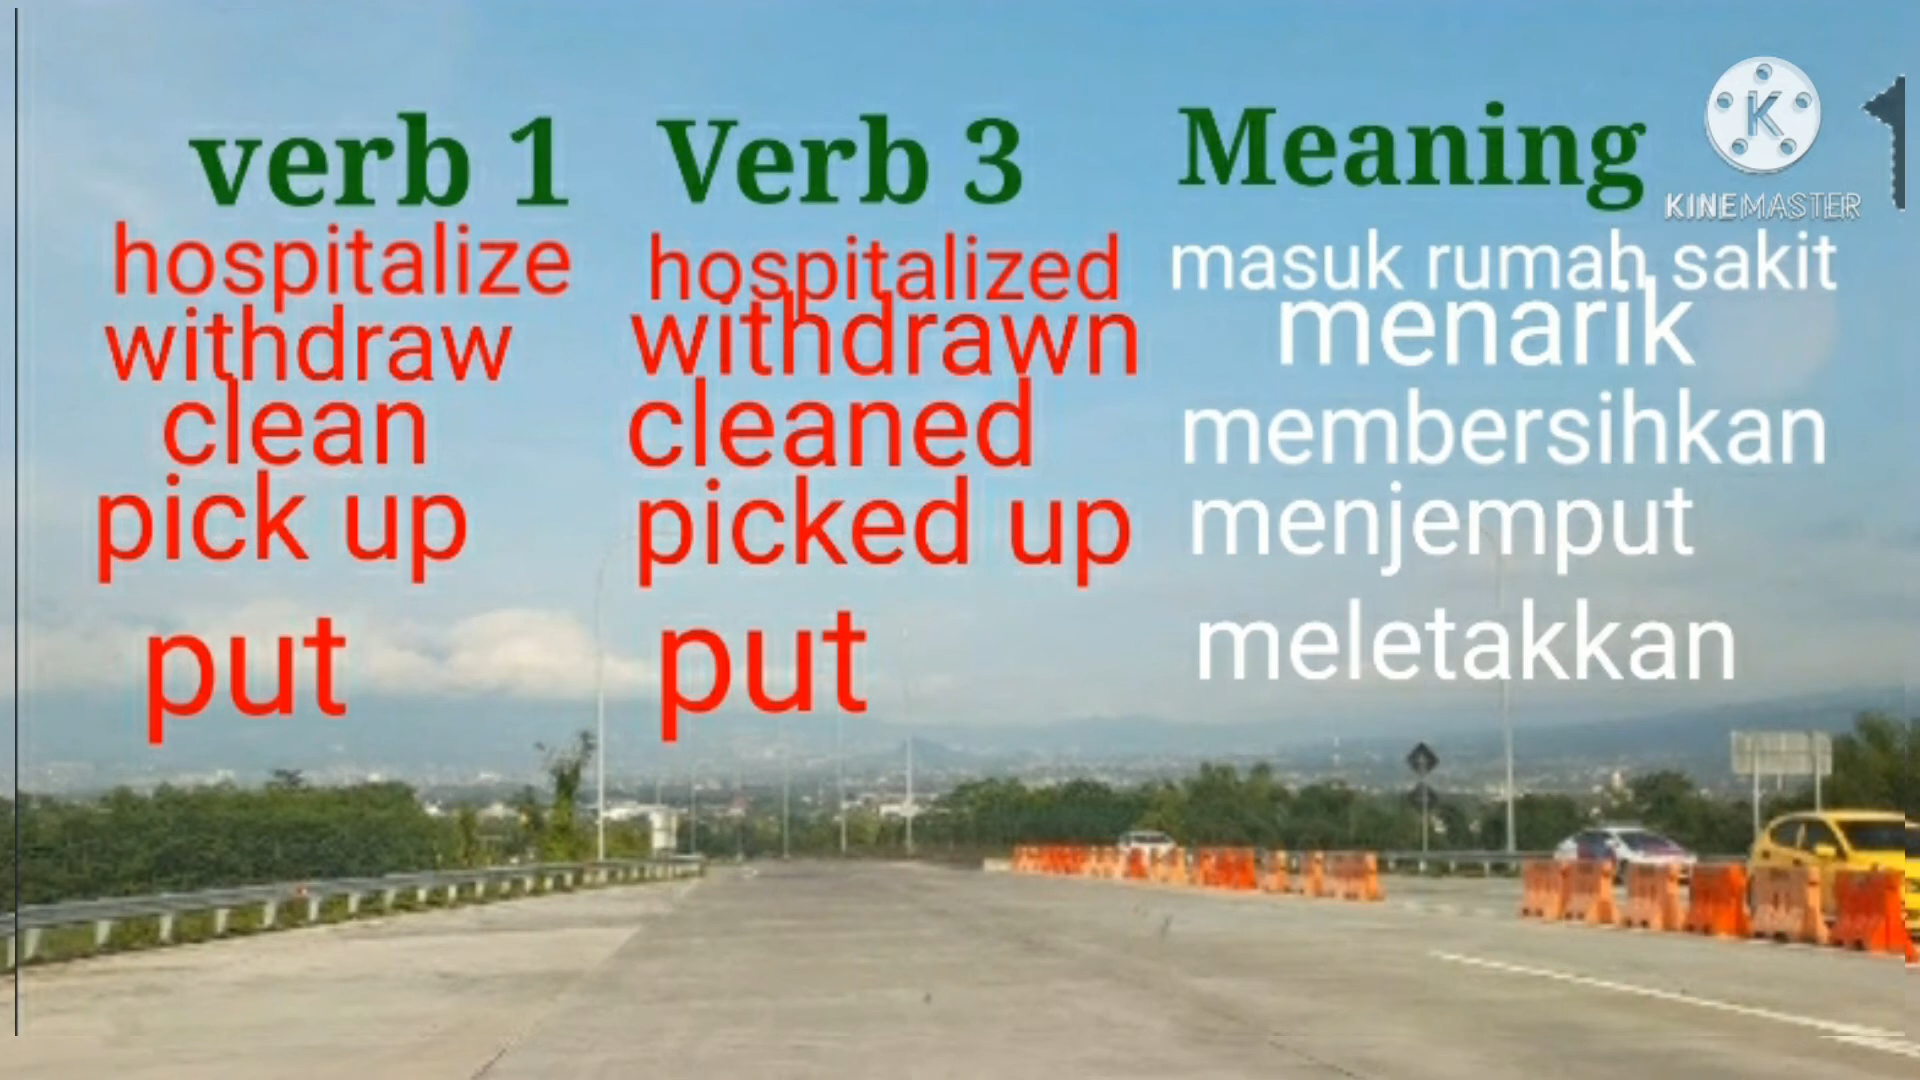 verb 1 Verb 3 Meaning
KINEMASTER
hospitalize hospitalized masuk rumah sakit
withdraw withdrawn menarik
clean cleaned membersihkan
pick up picked up menjemput
put put meletakkan